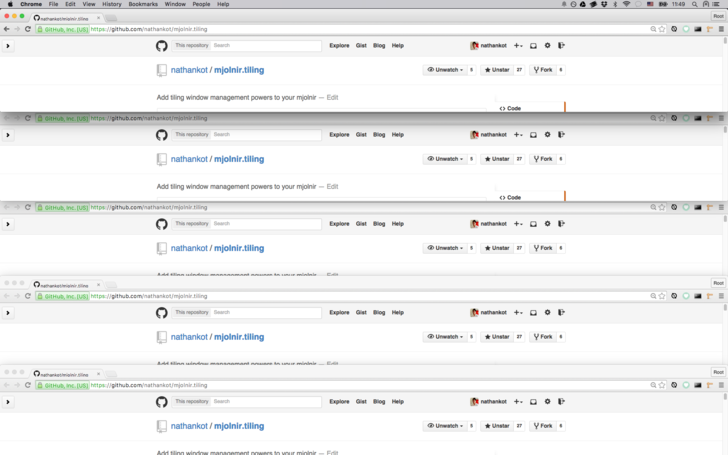 Chrome File Edit View History Bookmarks Window People Help 11:49
nathankot/mjolnir.tiling Root
GitHub, Inc. [US] https://github.com/nathankot/mjolnir.tiling
This repository Search Explore Gist Blog Help nathankot
nathankot / mjolnir.tiling Unwatch 5 Unstar 27 Fork 6
Add tiling window management powers to your mjolnir — Edit
<> Code
GitHub, Inc. [US] https://github.com/nathankot/mjolnir.tiling
This repository Search Explore Gist Blog Help nathankot
nathankot / mjolnir.tiling Unwatch 5 Unstar 27 Fork 6
Add tiling window management powers to your mjolnir — Edit
<> Code
GitHub, Inc. [US] https://github.com/nathankot/mjolnir.tiling
This repository Search Explore Gist Blog Help nathankot
nathankot / mjolnir.tiling Unwatch 5 Unstar 27 Fork 6
Add tiling window management powers to your mjolnir — Edit
nathankot/mjolnir.tiling Root
GitHub, Inc. [US] https://github.com/nathankot/mjolnir.tiling
This repository Search Explore Gist Blog Help nathankot
nathankot / mjolnir.tiling Unwatch 5 Unstar 27 Fork 6
Add tiling window management powers to your mjolnir — Edit
nathankot/mjolnir.tiling Root
GitHub, Inc. [US] https://github.com/nathankot/mjolnir.tiling
This repository Search Explore Gist Blog Help nathankot
nathankot / mjolnir.tiling Unwatch 5 Unstar 27 Fork 6
Add tiling window management powers to your mjolnir — Edit